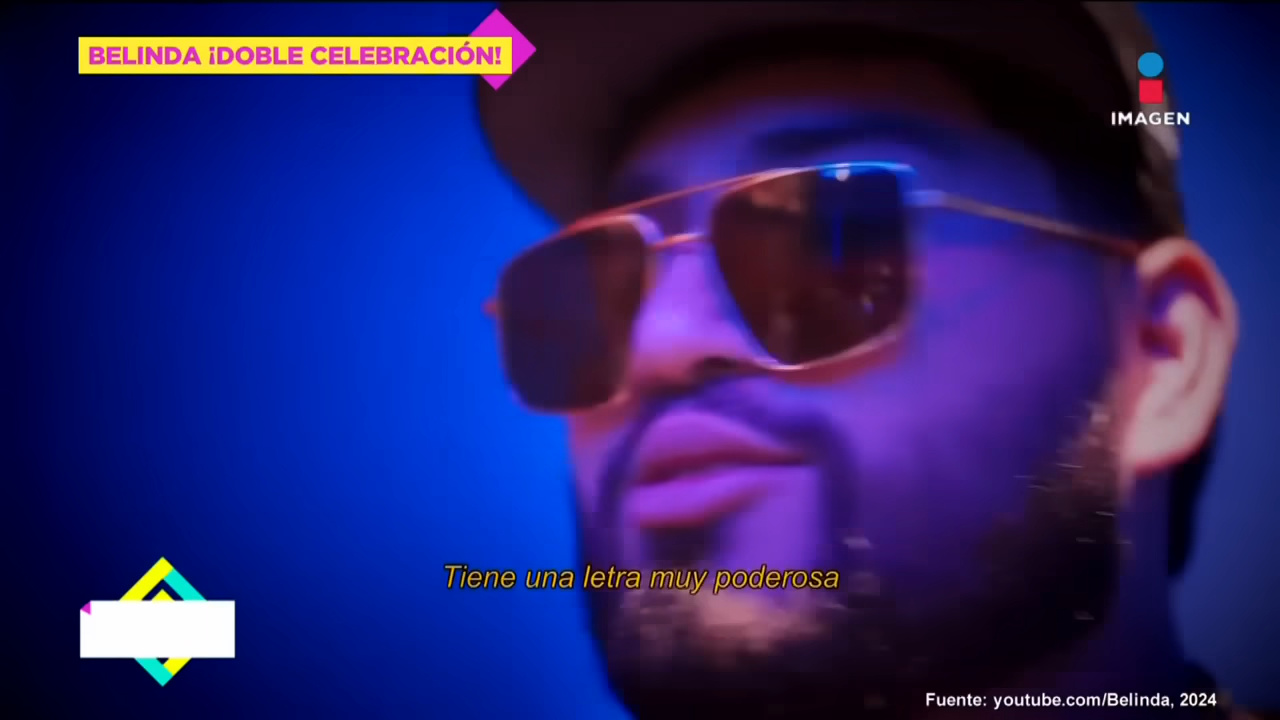 BELINDA ¡DOBLE CELEBRACIÓN!
IMAGEN
Tiene una letra muy poderosa
Fuente: youtube.com/Belinda, 2024